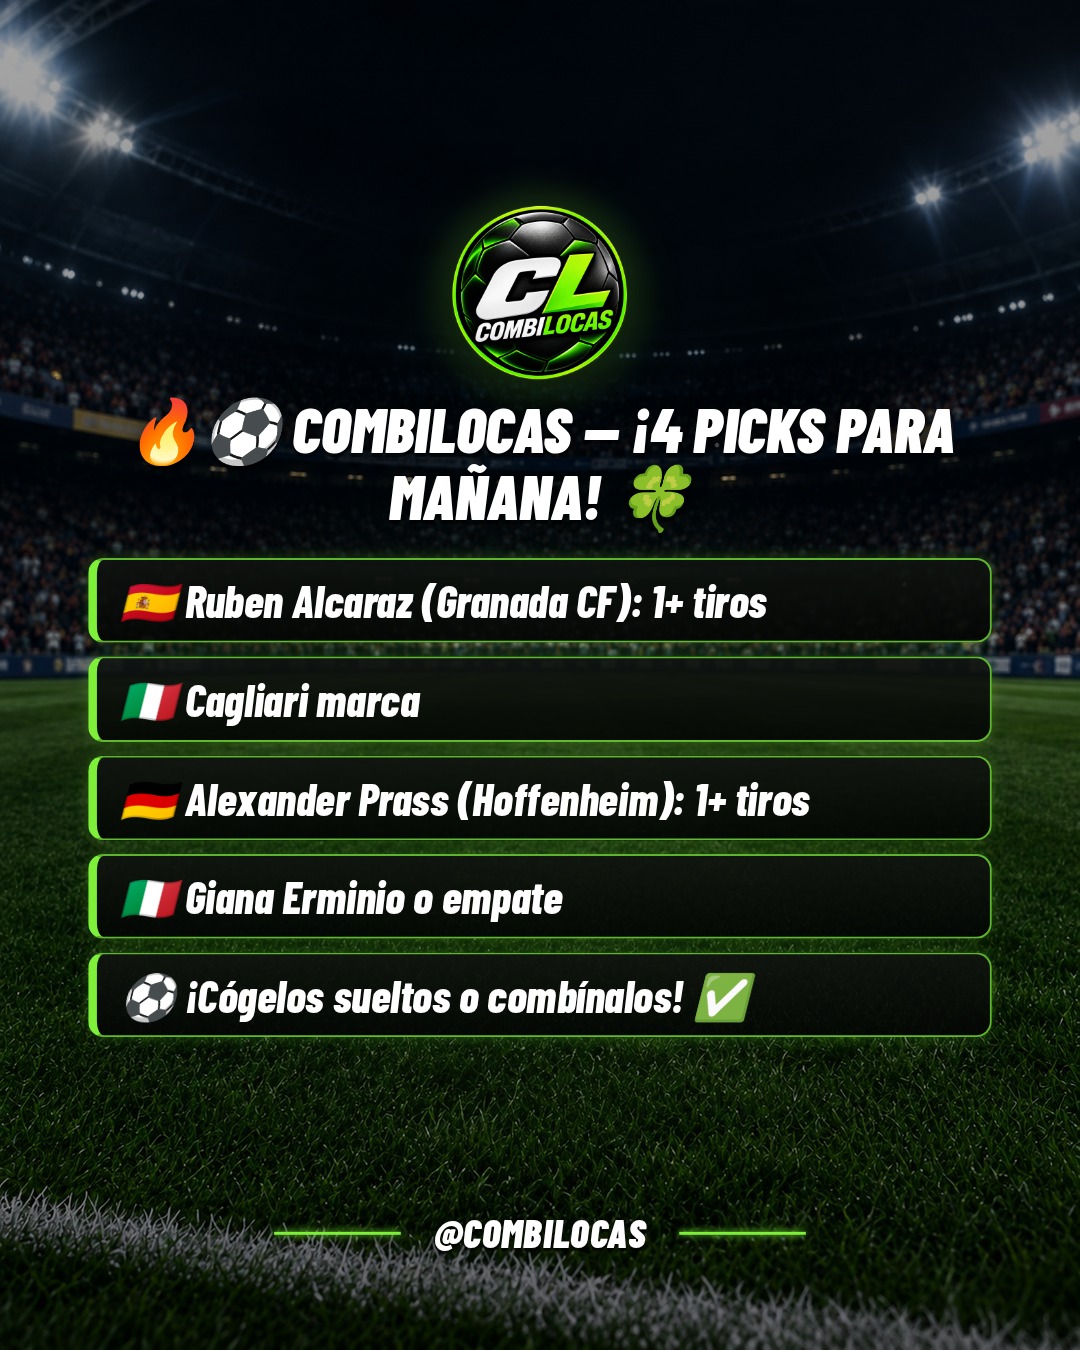 CL
COMBILOCAS
🔥⚽ COMBILOCAS – ¡4 PICKS PARA
MAÑANA! 🍀
🇪🇸 Ruben Alcaraz (Granada CF): 1+ tiros
🇮🇹 Cagliari marca
🇩🇪 Alexander Prass (Hoffenheim): 1+ tiros
🇮🇹 Giana Erminio o empate
⚽ ¡Cógelos sueltos o combínalos! ✅
@COMBILOCAS